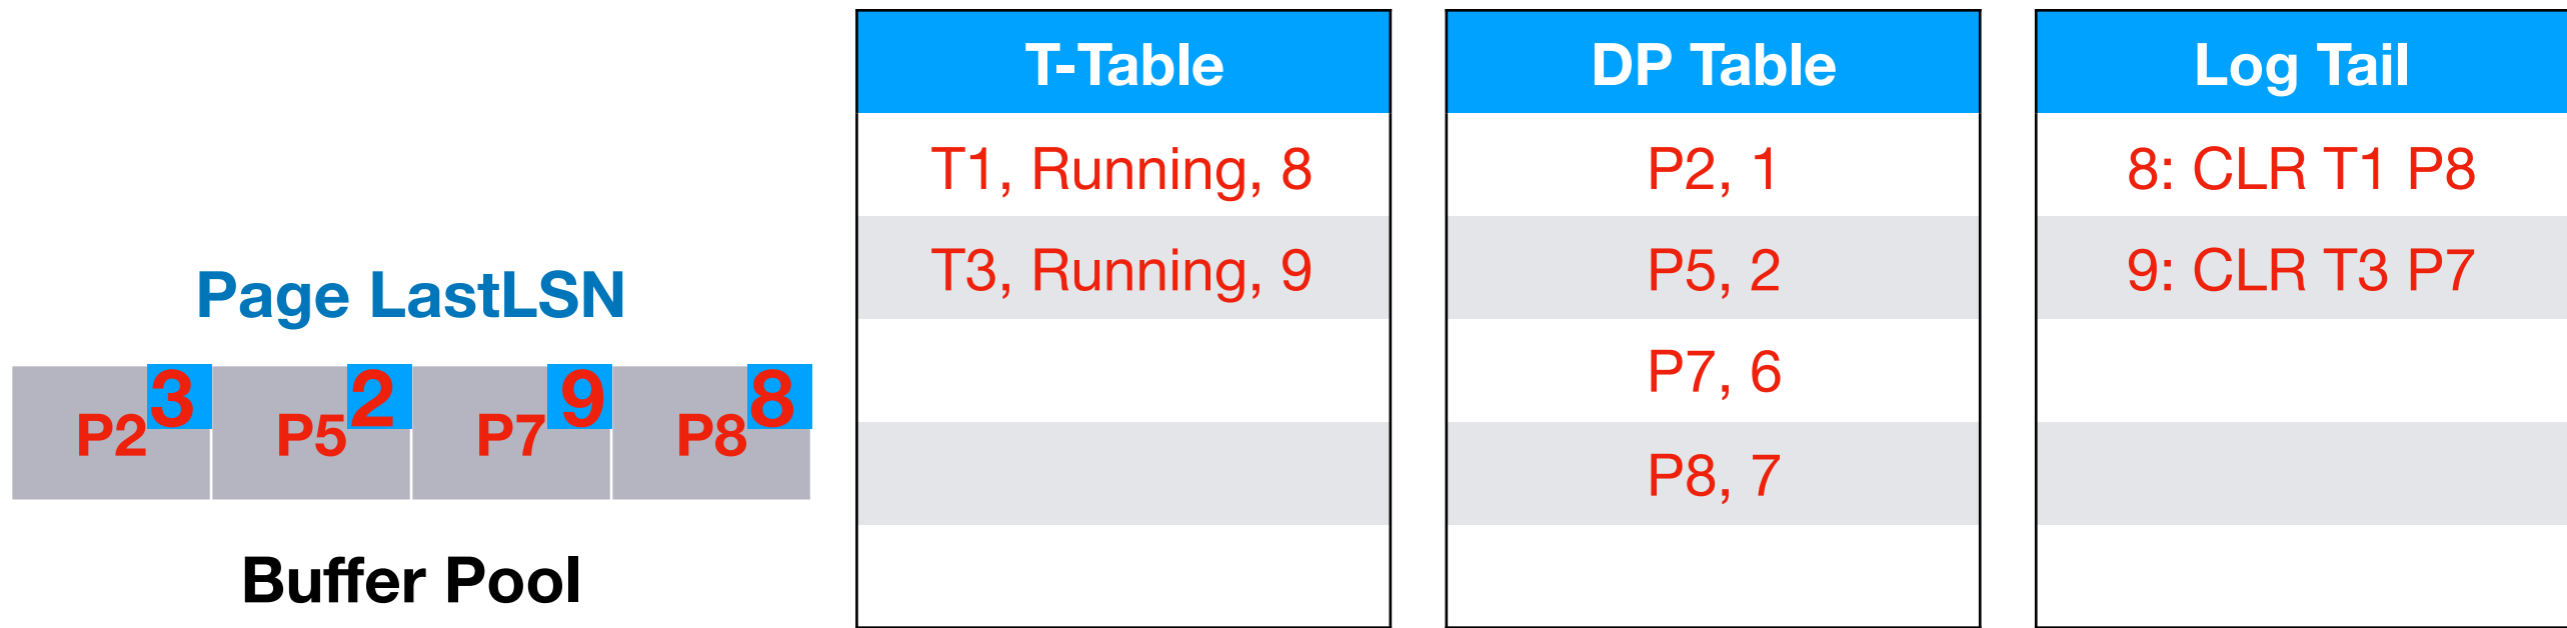 T-Table
T1, Running, 8
T3, Running, 9
DP Table
P2, 1
P5, 2
P7, 6
P8, 7
Log Tail
8: CLR T1 P8
9: CLR T3 P7
Page LastLSN
P2 3
P5 2
P7 9
P8 8
Buffer Pool